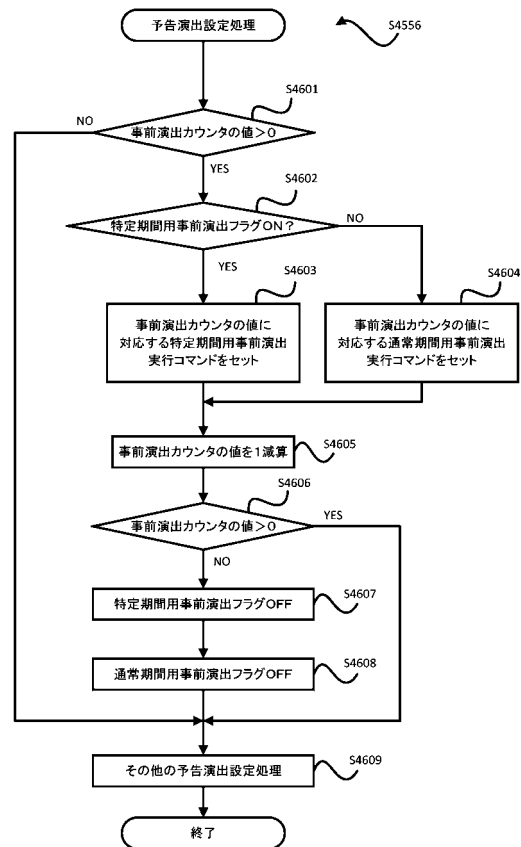 予告演出設定処理
S4556
S4601
事前演出カウンタの値>0
NO
YES
S4602
特定期間用事前演出フラグON?
NO
YES
S4603
S4604
事前演出カウンタの値に
対応する特定期間用事前演出
実行コマンドをセット
事前演出カウンタの値に
対応する通常期間用事前演出
実行コマンドをセット
事前演出カウンタの値を1減算
S4605
S4606
事前演出カウンタの値>0
YES
NO
特定期間用事前演出フラグOFF
S4607
通常期間用事前演出フラグOFF
S4608
その他の予告演出設定処理
S4609
終了